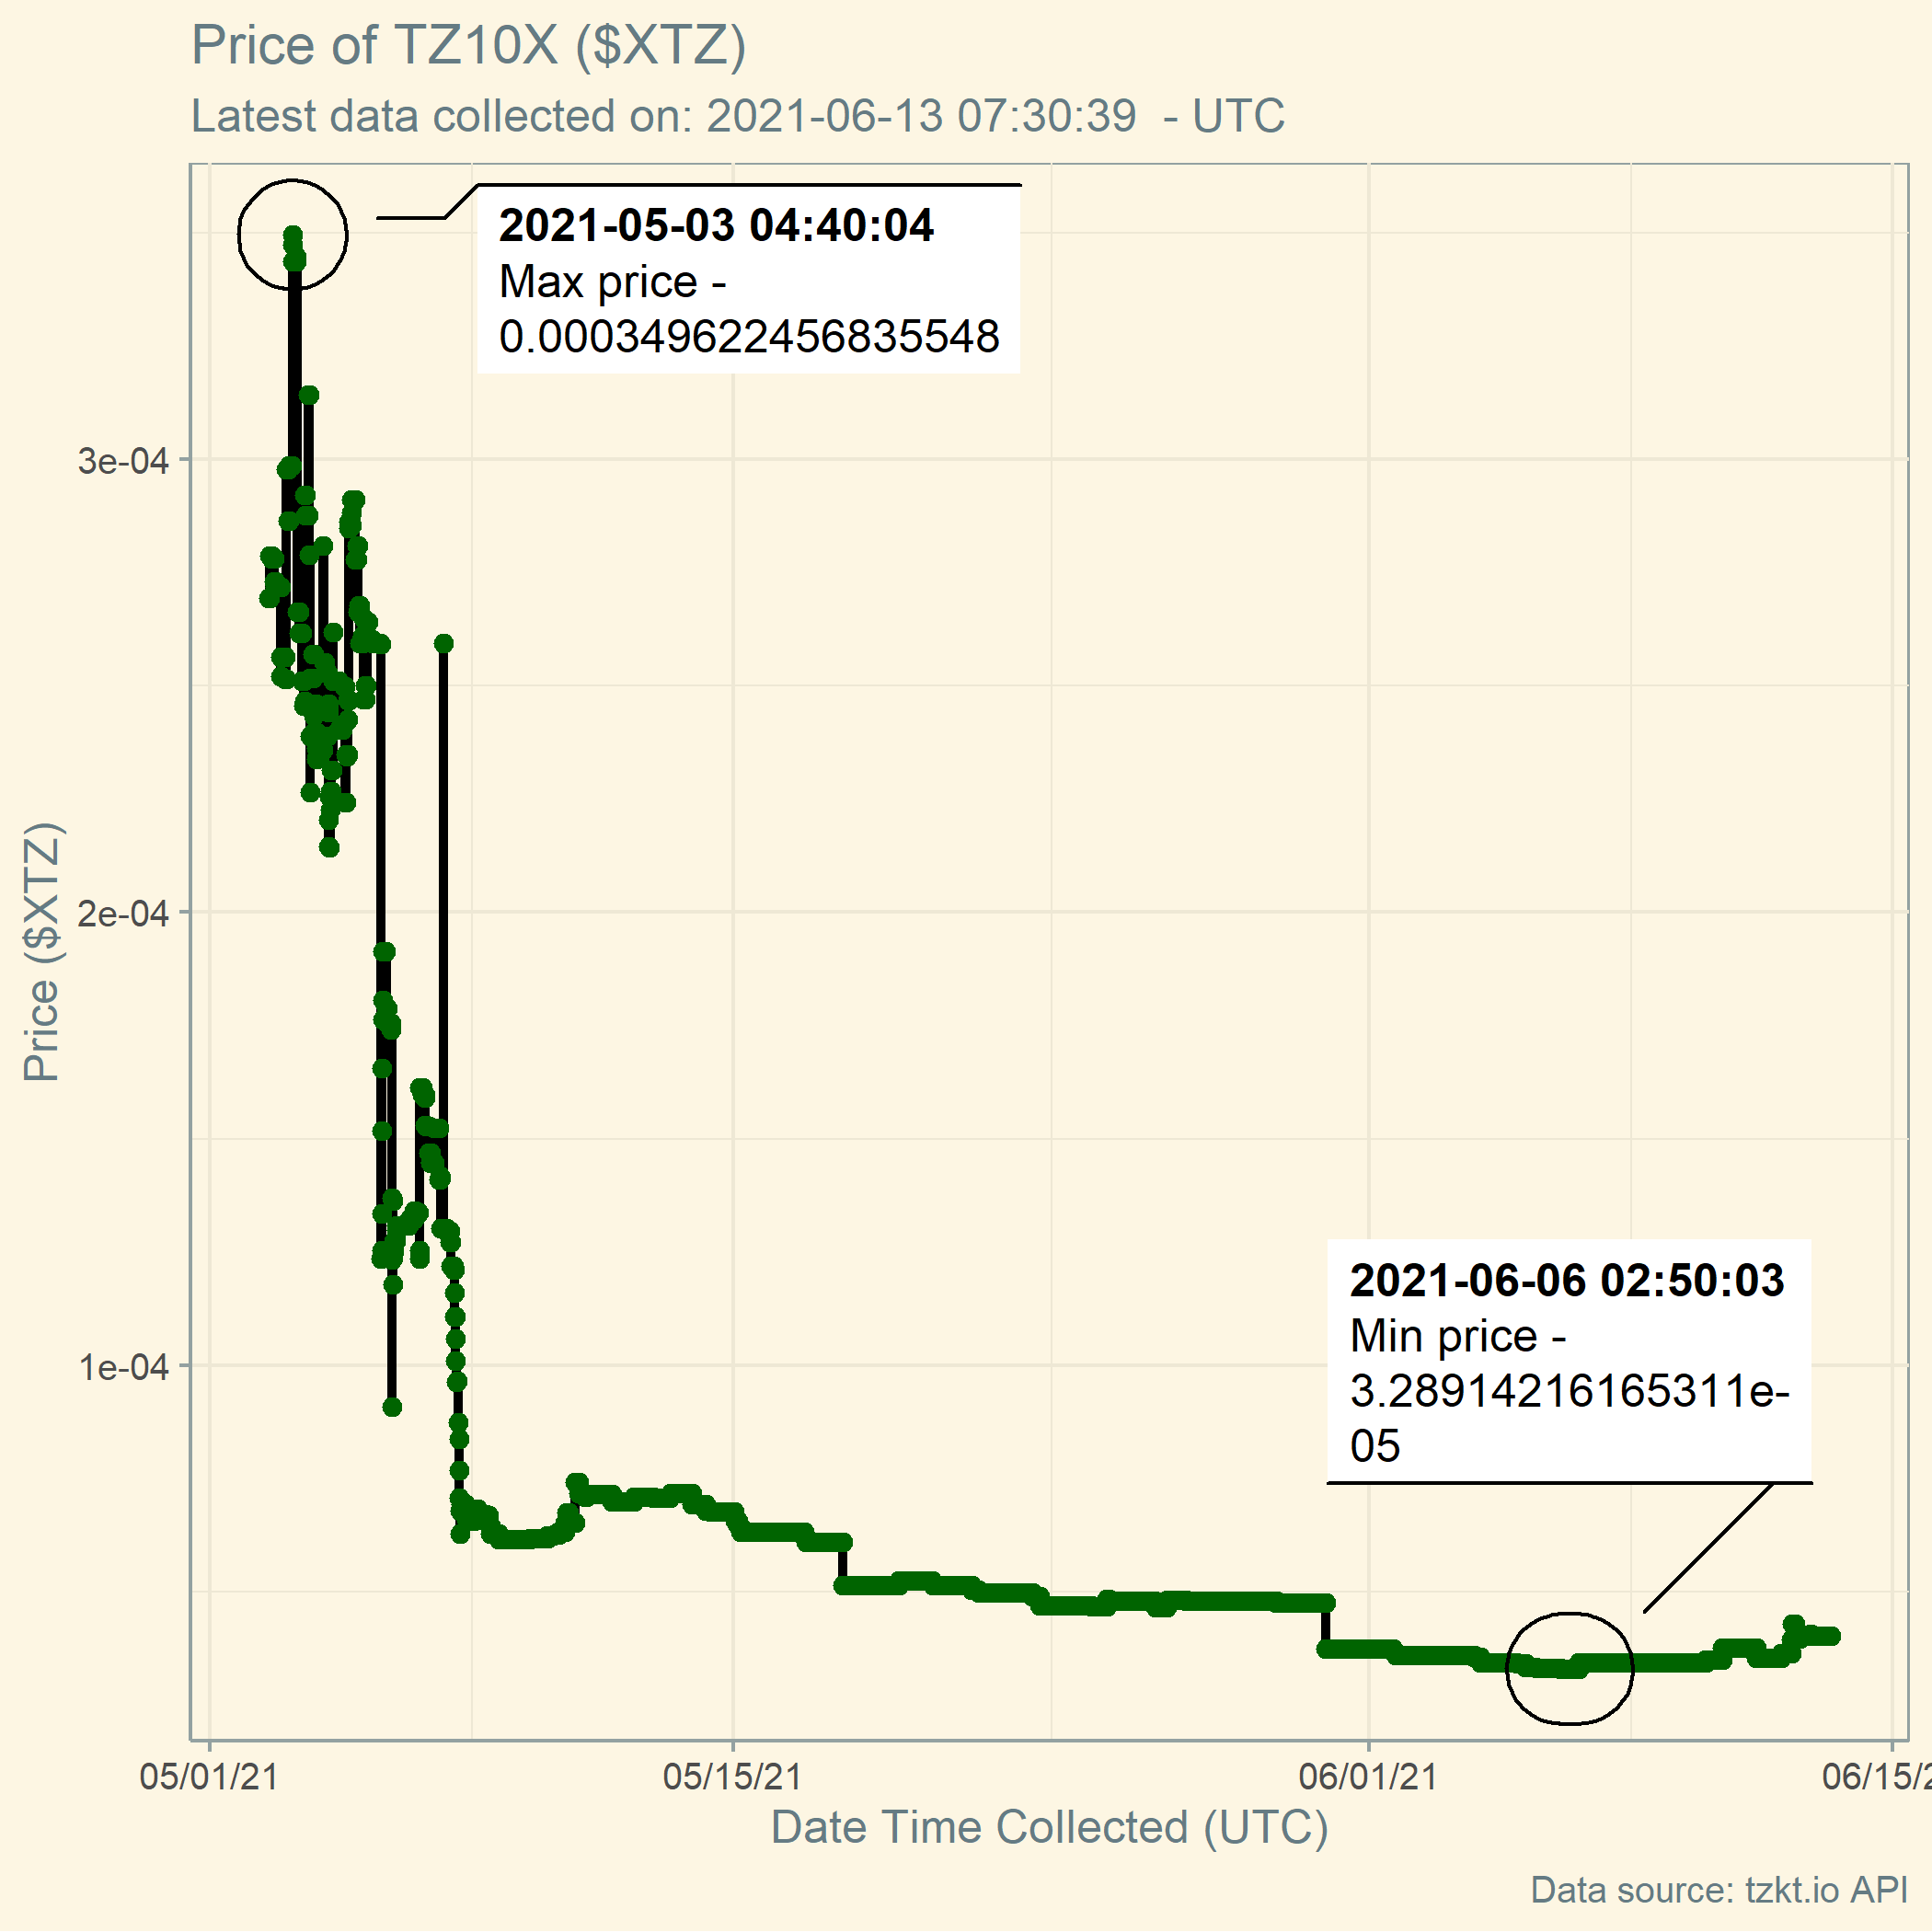 Price of TZ10X ($XTZ)
Latest data collected on: 2021-06-13 07:30:39  - UTC
2021-05-03 04:40:04
Max price -
0.000349622456835548
3e-04
2e-04
1e-04
Price ($XTZ)
2021-06-06 02:50:03
Min price -
3.28914216165311e-
05
05/01/21
05/15/21
06/01/21
06/15/2
Date Time Collected (UTC)
Data source: tzkt.io API